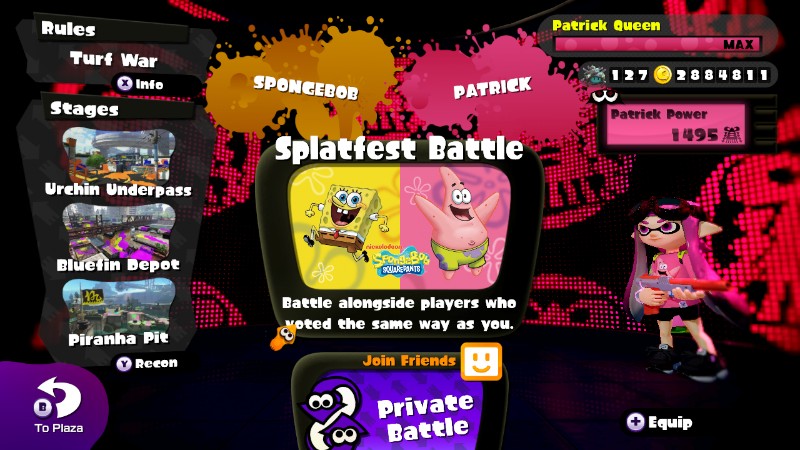 Rules
Turf War
X Info
Stages
Urchin Underpass
Bluefin Depot
Piranha Pit
Y Recon
B
To Plaza
SPONGEBOB
PATRICK
Splatfest Battle
nickelodeon
SpongeBob
SQUAREPANTS
Battle alongside players who
voted the same way as you.
Join Friends
Private
Battle
Patrick Queen
MAX
127 2884811
Patrick Power
1495
+ Equip